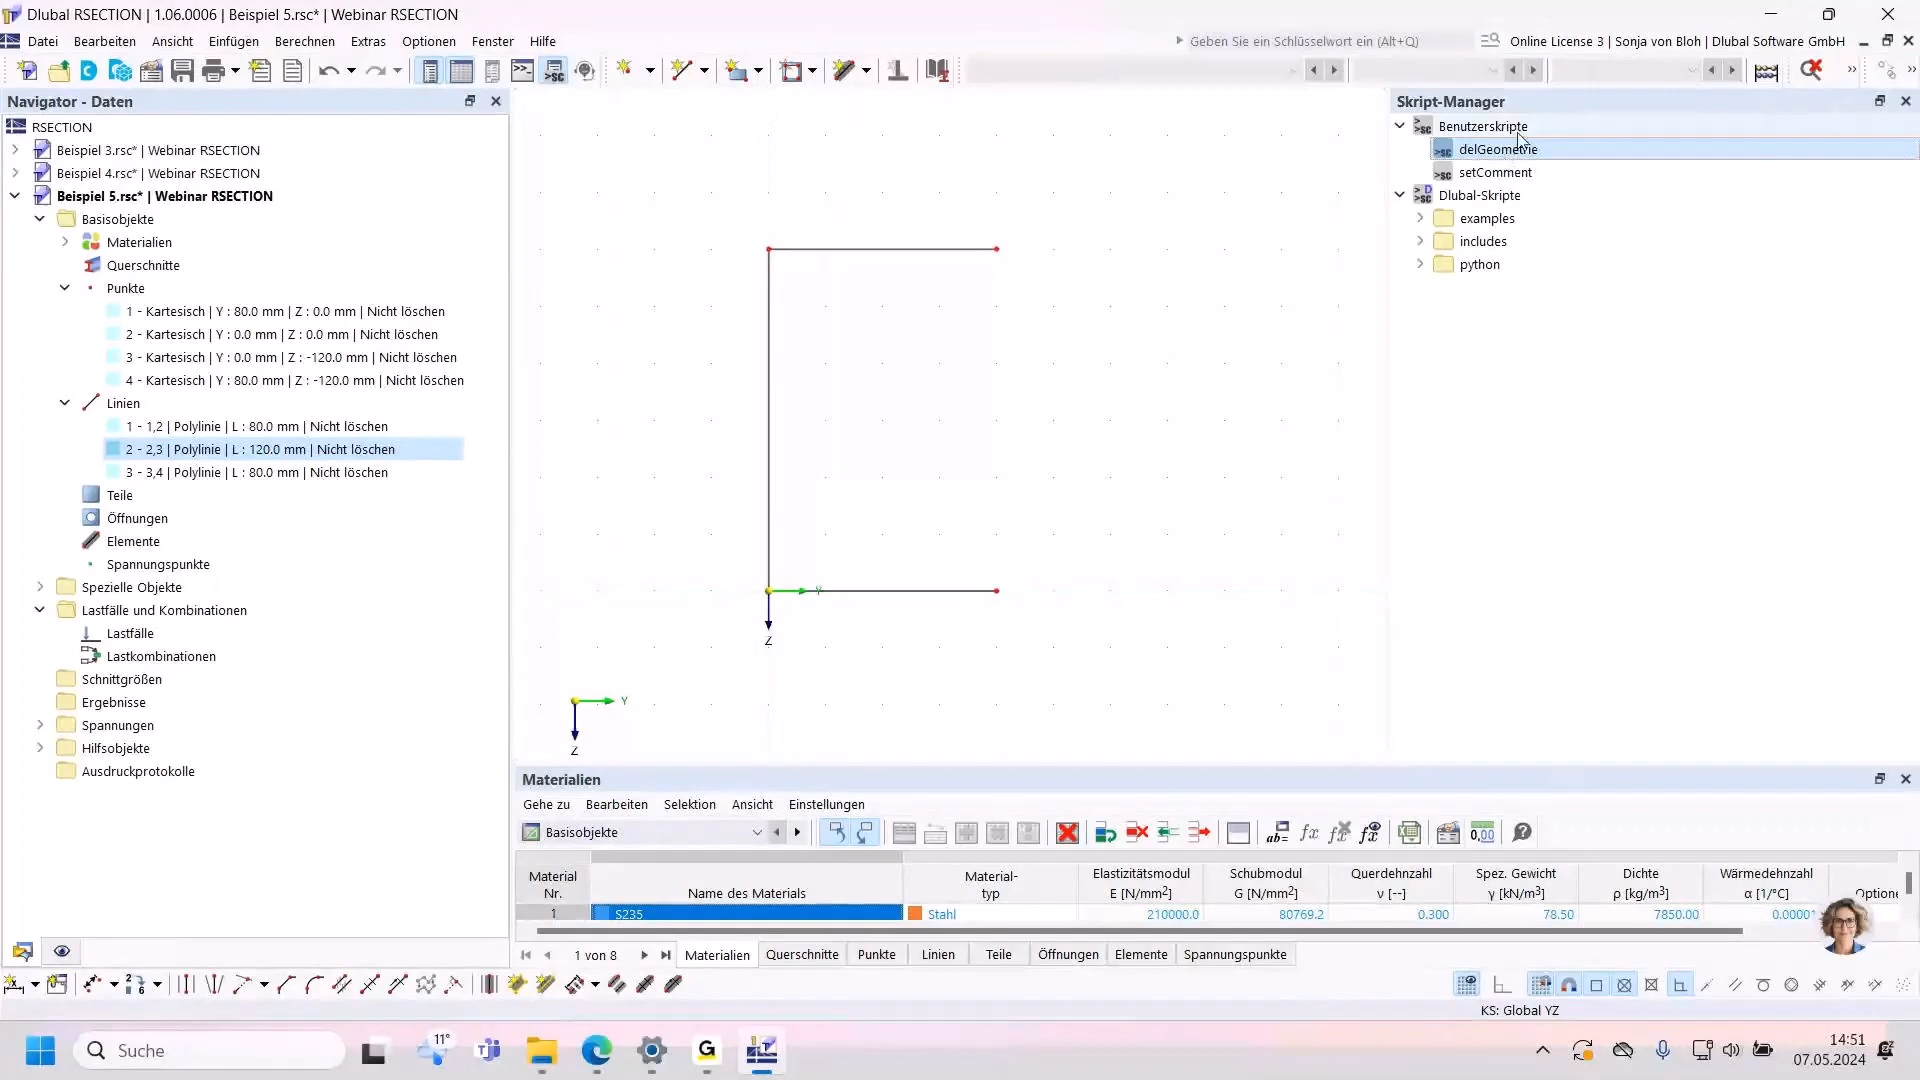 Dlubal RSECTION | 1.06.0006 | Beispiel 5.rsc* | Webinar RSECTION
Datei Bearbeiten Ansicht Einfügen Berechnen Extras Optionen Fenster Hilfe
Geben Sie ein Schlüsselwort ein (Alt+Q)
Online License 3 | Sonja von Bloh | Dlubal Software GmbH
Navigator - Daten
RSECTION
Beispiel 3.rsc* | Webinar RSECTION
Beispiel 4.rsc* | Webinar RSECTION
Beispiel 5.rsc* | Webinar RSECTION
Basisobjekte
Materialien
Querschnitte
Punkte
1 - Kartesisch | Y : 80.0 mm | Z : 0.0 mm | Nicht löschen
2 - Kartesisch | Y : 0.0 mm | Z : 0.0 mm | Nicht löschen
3 - Kartesisch | Y : 0.0 mm | Z : -120.0 mm | Nicht löschen
4 - Kartesisch | Y : 80.0 mm | Z : -120.0 mm | Nicht löschen
Linien
1 - 1,2 | Polylinie | L : 80.0 mm | Nicht löschen
2 - 2,3 | Polylinie | L : 120.0 mm | Nicht löschen
3 - 3,4 | Polylinie | L : 80.0 mm | Nicht löschen
Teile
Öffnungen
Elemente
Spannungspunkte
Spezielle Objekte
Lastfälle und Kombinationen
Lastfälle
Lastkombinationen
Schnittgrößen
Ergebnisse
Spannungen
Hilfsobjekte
Ausdruckprotokolle
Y
Z
Y
Z
Skript-Manager
Benutzerskripte
delGeometrie
setComment
Dlubal-Skripte
examples
includes
python
Materialien
Gehe zu Bearbeiten Selektion Ansicht Einstellungen
Basisobjekte
Material Nr.
Name des Materials
Material-typ
Elastizitätsmodul E [N/mm²]
Schubmodul G [N/mm²]
Querdehnzahl ν [--]
Spez. Gewicht γ [kN/m³]
Dichte ρ [kg/m³]
Wärmedehnzahl α [1/°C]
1 S235 Stahl 210000.0 80769.2 0.300 78.50 7850.00
1 von 8 Materialien Querschnitte Punkte Linien Teile Öffnungen Elemente Spannungspunkte
KS: Global YZ
Suche
11°
14:51
07.05.2024